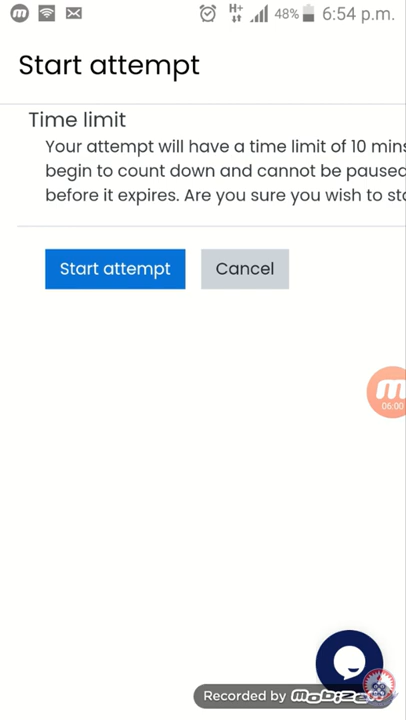 H+ 48% 6:54 p.m.
Start attempt
Time limit
Your attempt will have a time limit of 10 mins
begin to count down and cannot be paused
before it expires. Are you sure you wish to sta
Start attempt Cancel
06:00
Recorded by mobizen